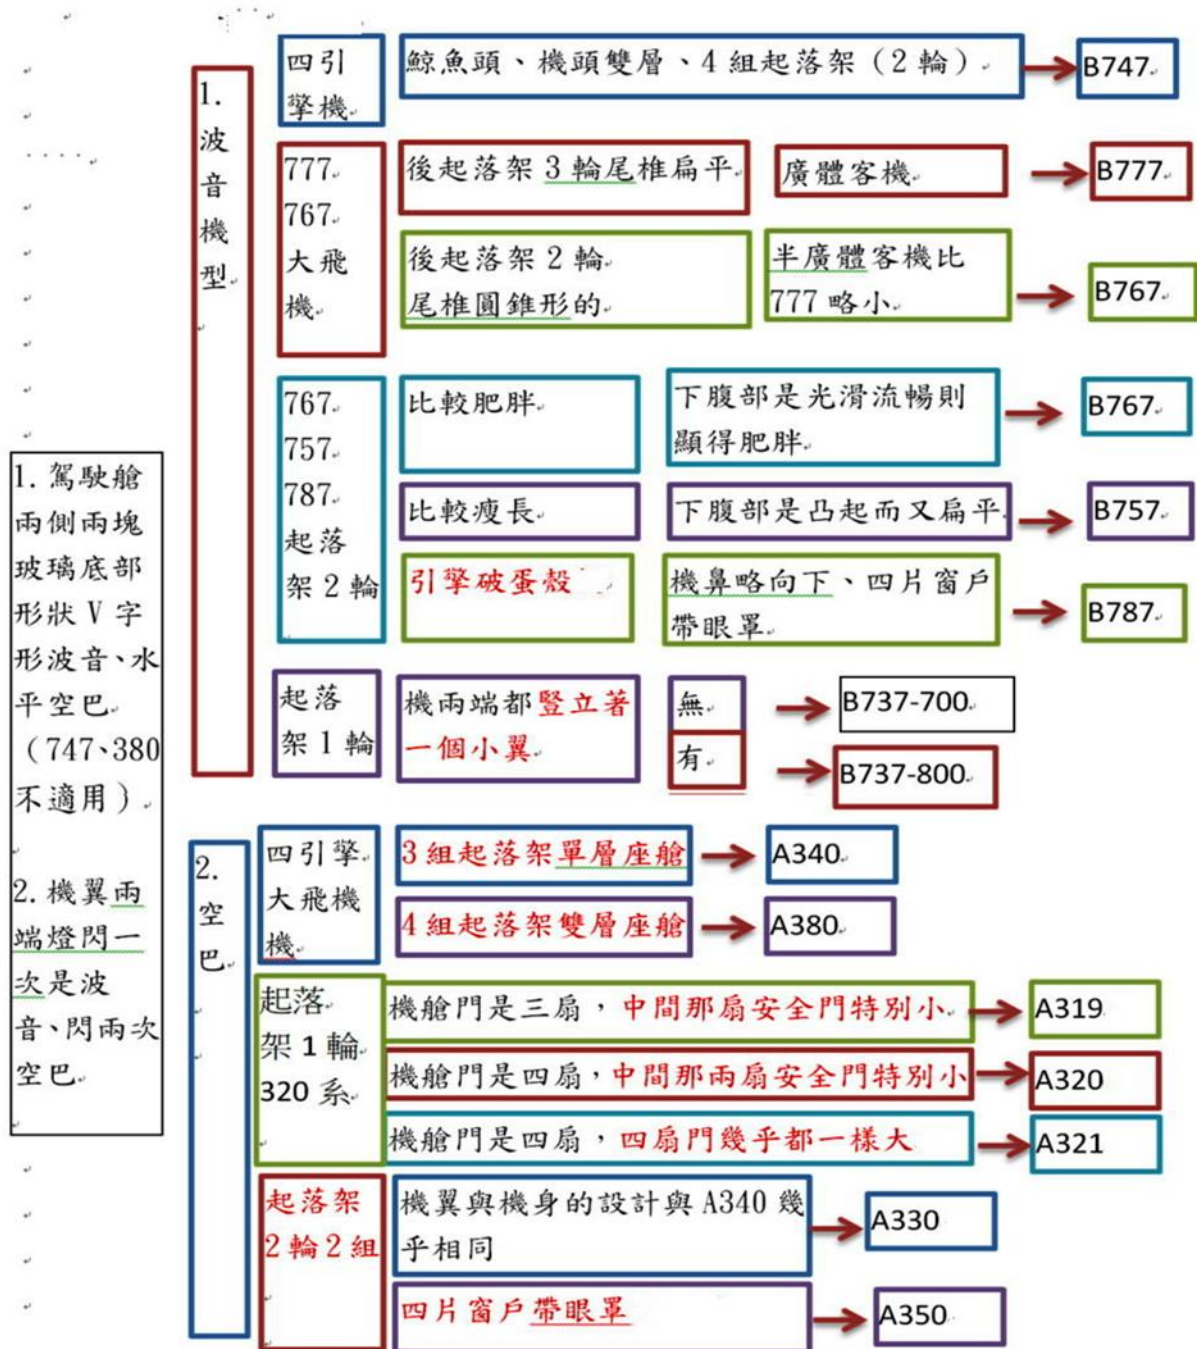 1. 駕駛艙
兩側兩塊
玻璃底部
形狀 V 字
形波音、水
平空巴
(747、380
不適用)
2. 機翼兩
端燈閃一
次是波
音、閃兩次
空巴
1.
波
音
機
型
四引
擎機
鯨魚頭、機頭雙層、4 組起落架(2 輪)
B747
777
767
大飛
機
後起落架 3 輪尾椎扁平
廣體客機
B777
後起落架 2 輪
尾椎圓錐形的
半廣體客機比
777 略小
B767
767
757
787
起落
架 2 輪
比較肥胖
下腹部是光滑流暢則
顯得肥胖
B767
比較瘦長
下腹部是凸起而又扁平
B757
引擎破蛋殼
機鼻略向下、四片窗戶
帶眼罩
B787
起落
架 1 輪
機兩端都豎立著
一個小翼
無
B737-700
有
B737-800
2.
空
巴
四引擎
大飛機
機
3 組起落架單層座艙
A340
4 組起落架雙層座艙
A380
起落
架 1 輪
320 系
機艙門是三扇,中間那扇安全門特別小
A319
機艙門是四扇,中間那兩扇安全門特別小
A320
機艙門是四扇,四扇門幾乎都一樣大
A321
起落架
2 輪 2 組
機翼與機身的設計與 A340 幾
乎相同
A330
四片窗戶帶眼罩
A350